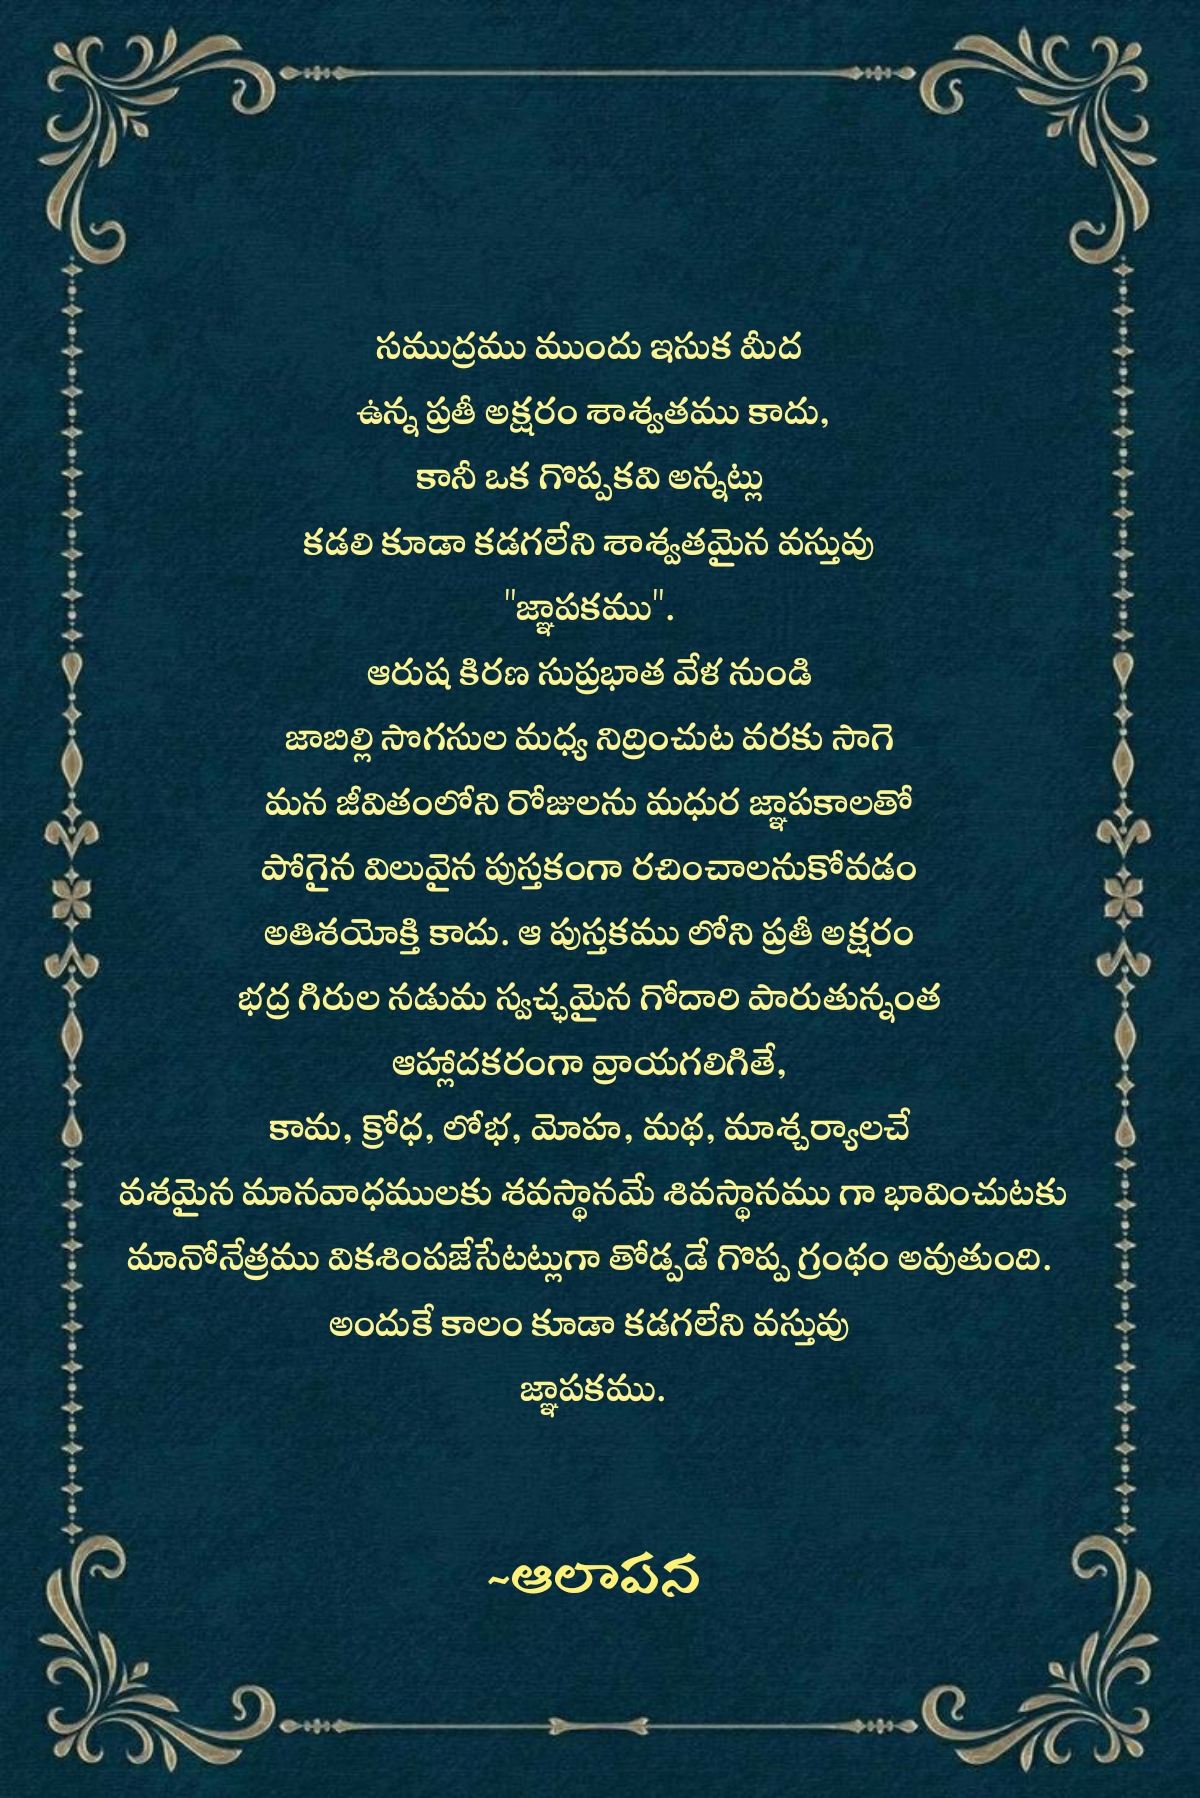 సముద్రము ముందు ఇసుక మీద
ఉన్న ప్రతీ అక్షరం శాశ్వతము కాదు,
కానీ ఒక గొప్పకవి అన్నట్లు
కడలి కూడా కడగలేని శాశ్వతమైన వస్తువు
"జ్ఞాపకము".
ఆరుష కిరణ సుప్రభాత వేళ నుండి
జాబిల్లి సొగసుల మధ్య నిద్రించుట వరకు సాగె
మన జీవితంలోని రోజులను మధుర జ్ఞాపకాలతో
పోగైన విలువైన పుస్తకంగా రచించాలనుకోవడం
అతిశయోక్తి కాదు. ఆ పుస్తకము లోని ప్రతీ అక్షరం
భద్ర గిరుల నడుమ స్వచ్ఛమైన గోదారి పారుతున్నంత
ఆహ్లాదకరంగా వ్రాయగలిగితే,
కామ, క్రోధ, లోభ, మోహ, మథ, మాశ్చర్యాలచే
వశమైన మానవాధములకు శవస్థానమే శివస్థానము గా భావించుటకు
మానోనేత్రము వికశింపజేసేటట్లుగా తోడ్పడే గొప్ప గ్రంథం అవుతుంది.
అందుకే కాలం కూడా కడగలేని వస్తువు
జ్ఞాపకము.
~ఆలాపన